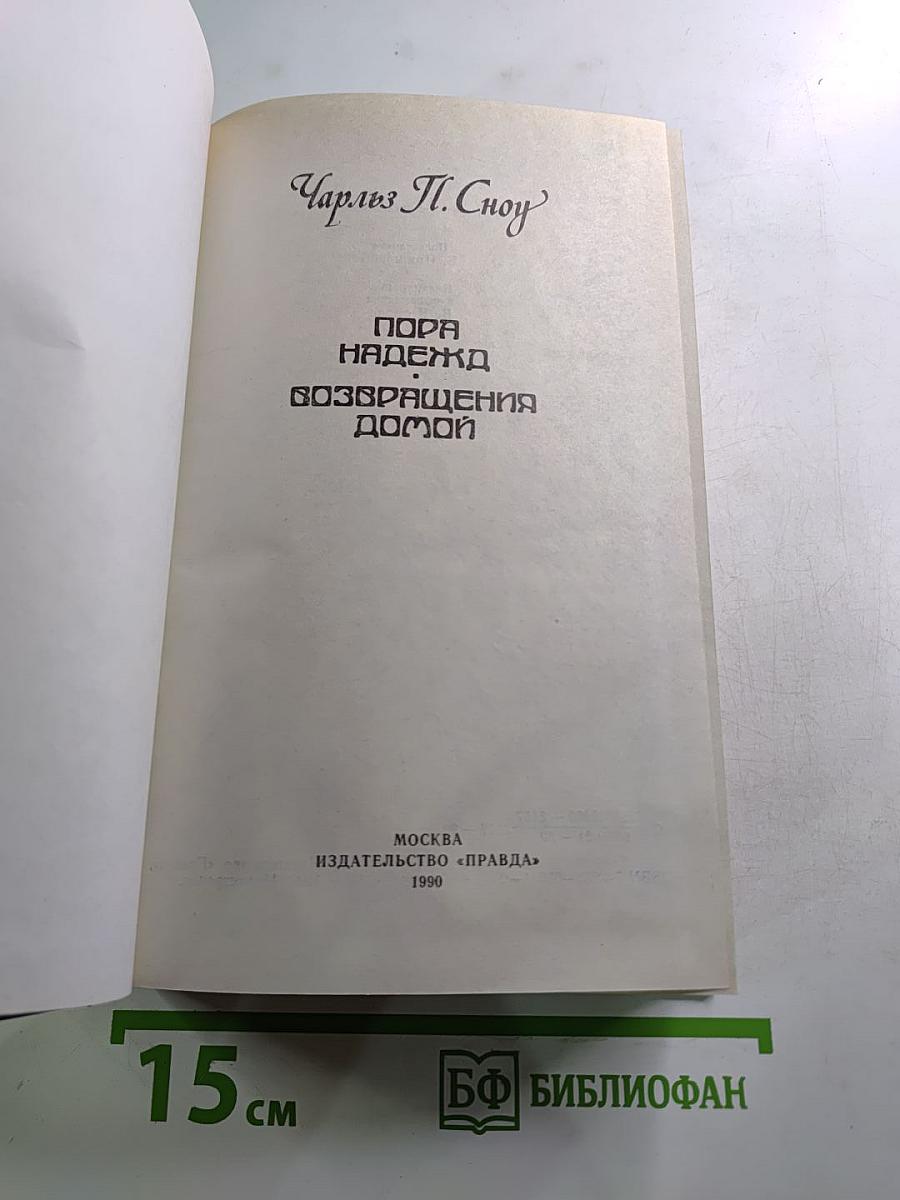 Чарльз П. Сноу
ПОРА
НАДЕЖД
·
ВОЗВРАЩЕНИЯ
ДОМОЙ
МОСКВА
ИЗДАТЕЛЬСТВО «ПРАВДА»
1990
15 см
БФ БИБЛИОФАН